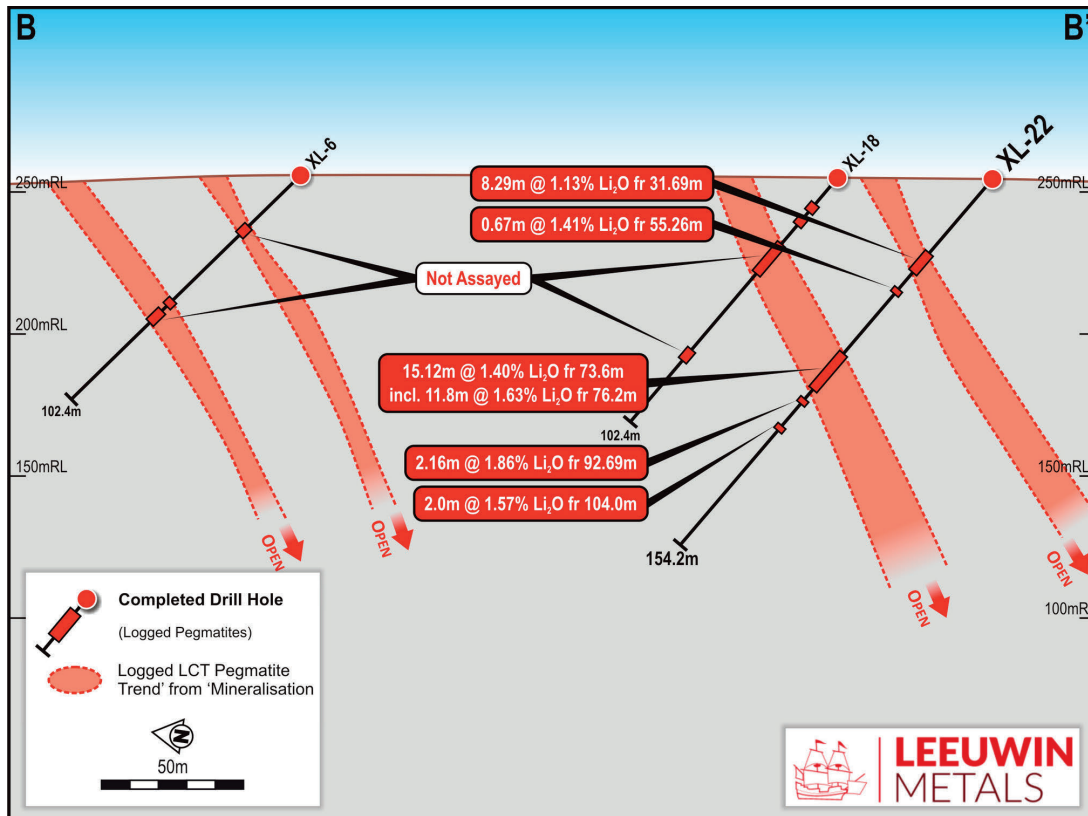 B
B'
XL-6
XL-18
XL-22
250mRL
250mRL
8.29m @ 1.13% Li₂O fr 31.69m
0.67m @ 1.41% Li₂O fr 55.26m
Not Assayed
200mRL
15.12m @ 1.40% Li₂O fr 73.6m
incl. 11.8m @ 1.63% Li₂O fr 76.2m
102.4m
102.4m
2.16m @ 1.86% Li₂O fr 92.69m
150mRL
150mRL
2.0m @ 1.57% Li₂O fr 104.0m
154.2m
OPEN
OPEN
OPEN
OPEN
100mR
Completed Drill Hole
(Logged Pegmatites)
Logged LCT Pegmatite
Trend' from 'Mineralisation
N
50m
LEEUWIN
METALS